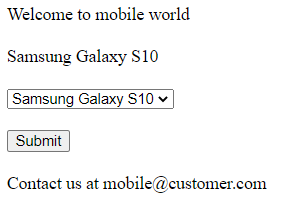 Welcome to mobile world
Samsung Galaxy S10
Samsung Galaxy S10
Submit
Contact us at mobile@customer.com